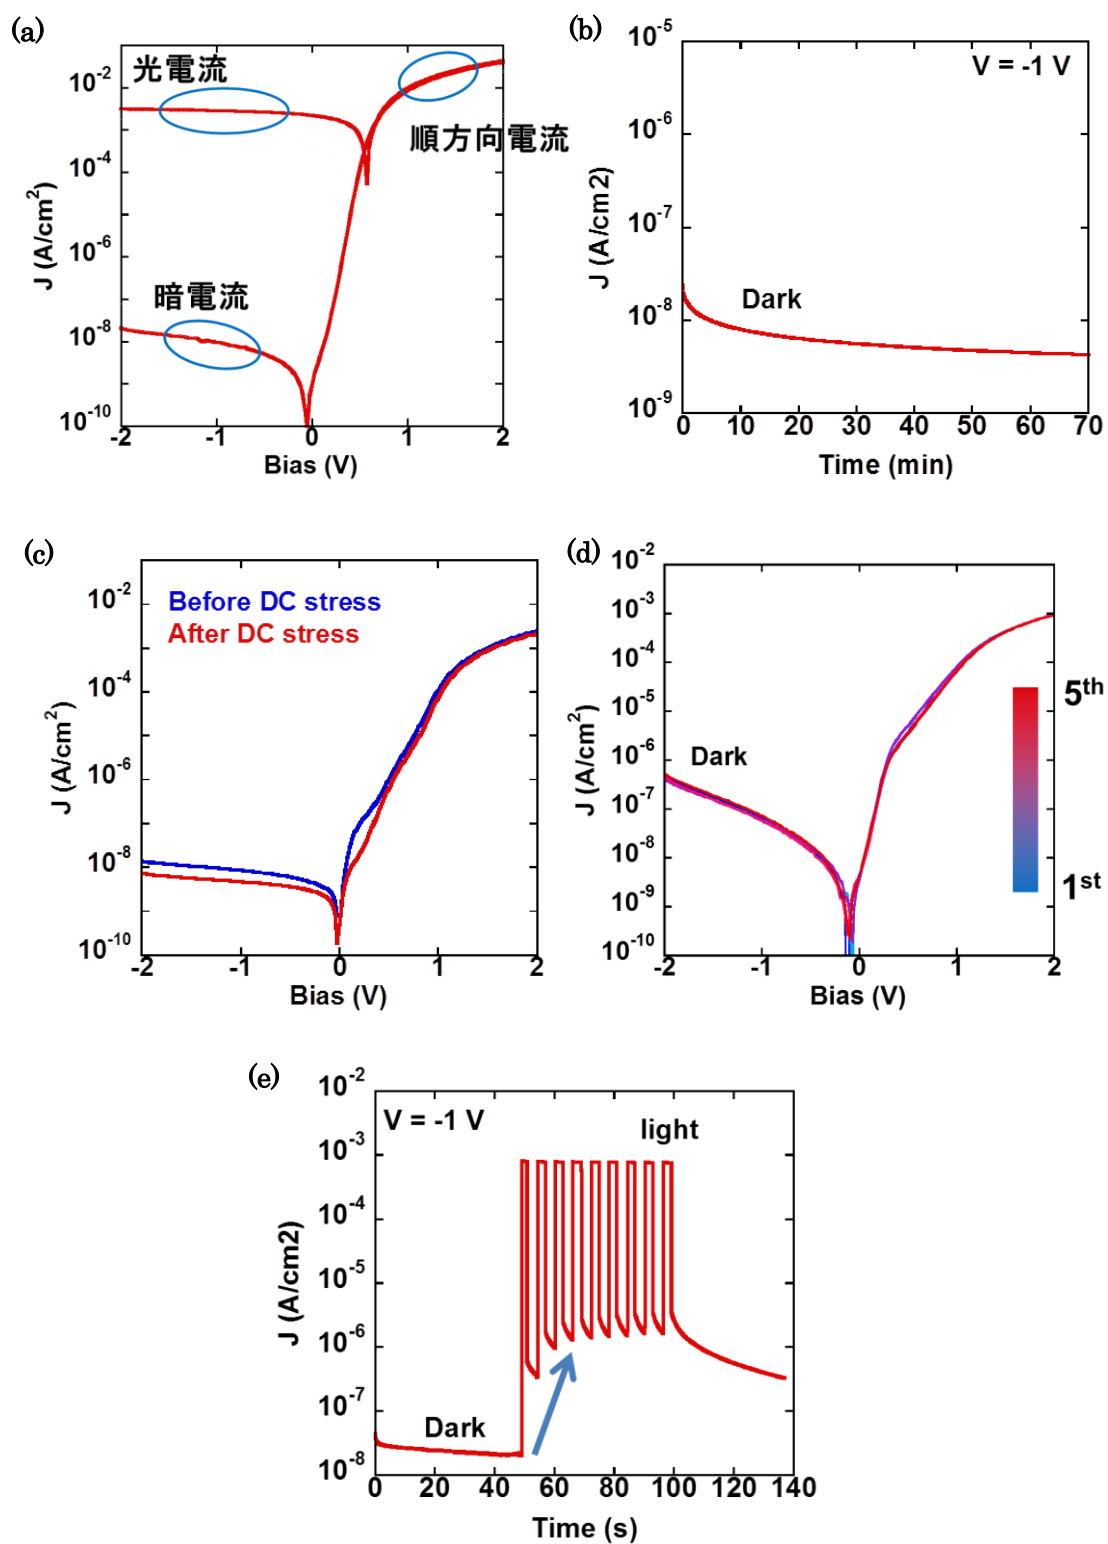 (a)
光電流
順方向電流
暗電流
10^-2
10^-4
10^-6
10^-8
10^-10
J (A/cm^2)
-2 -1 0 1 2
Bias (V)
(b)
V = -1 V
10^-5
10^-6
10^-7
10^-8
10^-9
J (A/cm2)
Dark
0 10 20 30 40 50 60 70
Time (min)
(c)
Before DC stress
After DC stress
10^-2
10^-4
10^-6
10^-8
10^-10
J (A/cm^2)
-2 -1 0 1 2
Bias (V)
(d)
10^-2
10^-3
10^-4
10^-5
10^-6
10^-7
10^-8
10^-9
10^-10
J (A/cm^2)
Dark
5th
1st
-2 -1 0 1 2
Bias (V)
(e)
V = -1 V
light
10^-2
10^-3
10^-4
10^-5
10^-6
10^-7
10^-8
J (A/cm2)
Dark
0 20 40 60 80 100 120 140
Time (s)